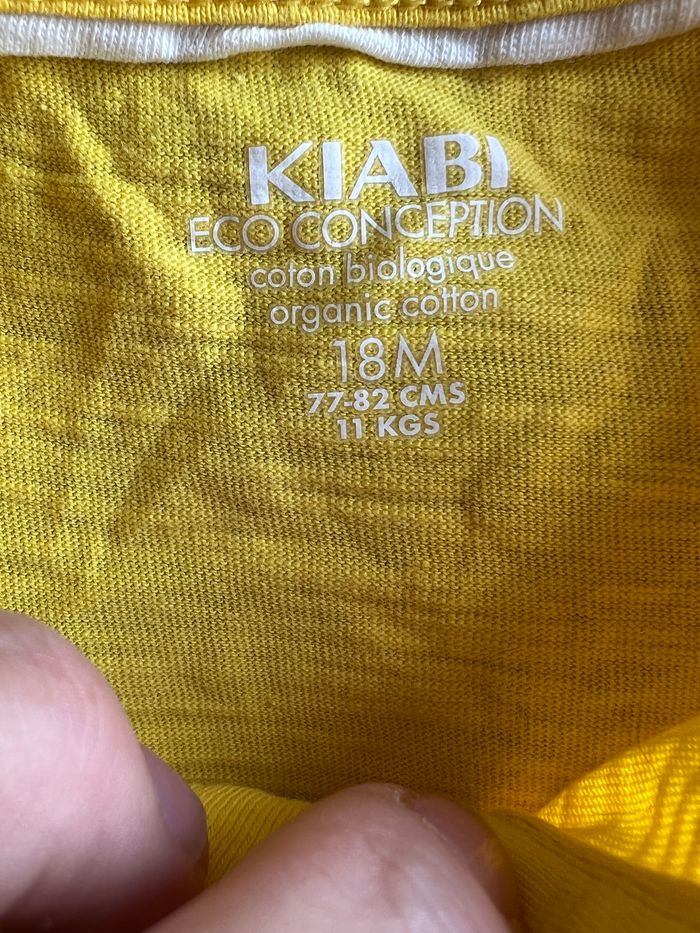 KIABI
ECO CONCEPTION
coton biologique
organic cotton
18M
77-82 CMS
11 KGS